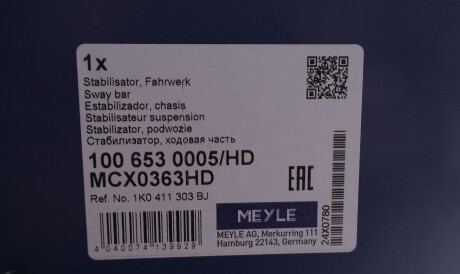 1x
Stabilisator, Fahrwerk
Sway bar
Estabilizador, chasis
Stabilisateur suspension
Stabilizator, podwozie
Стабилизатор, ходовая часть
100 653 0005/HD
MCX0363HD
Ref. No. 1K0 411 303 BJ
EAC
MEYLE
MEYLE AG, Merkurring 111
Hamburg 22143, Germany
4 040074 139929
24X0780